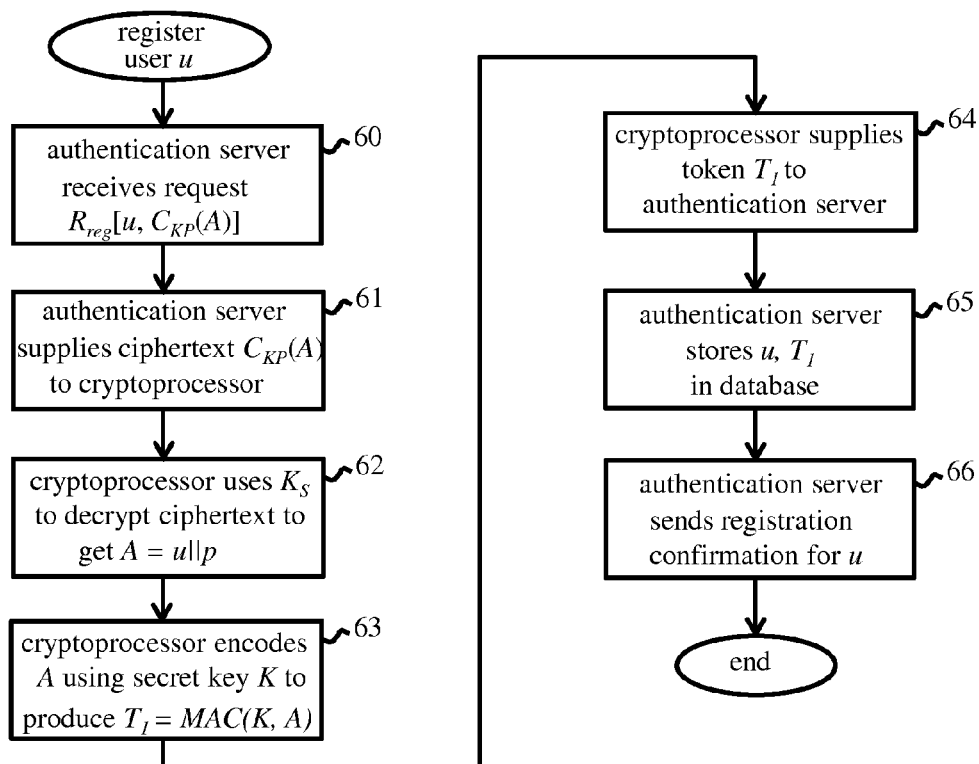 register
user u
authentication server
receives request
R_reg[u, C_KP(A)]
60
authentication server
supplies ciphertext C_KP(A)
to cryptoprocessor
61
cryptoprocessor uses K_S
to decrypt ciphertext to
get A = u||p
62
cryptoprocessor encodes
A using secret key K to
produce T_1 = MAC(K, A)
63
cryptoprocessor supplies
token T_1 to
authentication server
64
authentication server
stores u, T_1
in database
65
authentication server
sends registration
confirmation for u
66
end